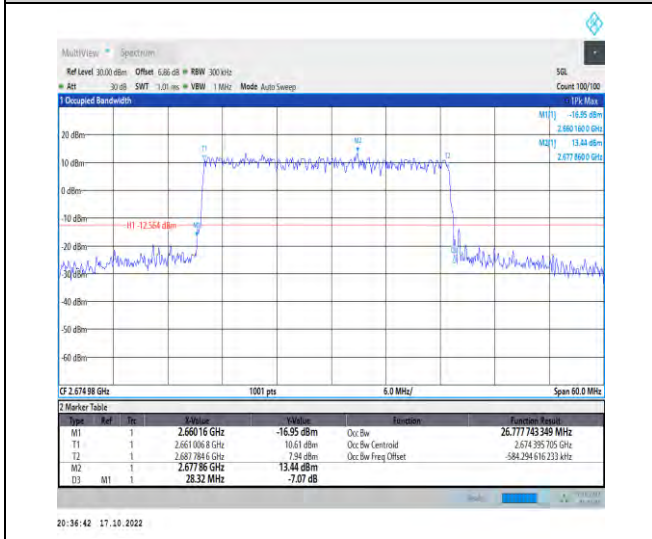 MultiView Spectrum
Ref Level 30.00 dBm Offset 6.86 dB RBW 300 kHz SGL
Att 30 dB SWT 1.01 ms VBW 1 MHz Mode Auto Sweep Count 100/100
1 Occupied Bandwidth 1Pk Max
M1[1] -16.95 dBm
2.660 160 0 GHz
20 dBm
M2[1] 13.44 dBm
2.677 860 0 GHz
T1
M2
T2
10 dBm
0 dBm
-10 dBm
H1 -12.564 dBm
M1
-20 dBm
D3
-30 dBm
-40 dBm
-50 dBm
-60 dBm
CF 2.674 98 GHz 1001 pts 6.0 MHz/ Span 60.0 MHz
2 Marker Table
Type Ref Trc X-Value Y-Value Function Function Result
M1 1 2.660 16 GHz -16.95 dBm Occ Bw 26.777 743 349 MHz
T1 1 2.661 006 8 GHz 10.61 dBm Occ Bw Centroid 2.674 395 705 GHz
T2 1 2.687 784 6 GHz 7.94 dBm Occ Bw Freq Offset -584.294 616 233 kHz
M2 1 2.677 86 GHz 13.44 dBm
D3 M1 1 28.32 MHz -7.07 dB
20:36:42 17.10.2022